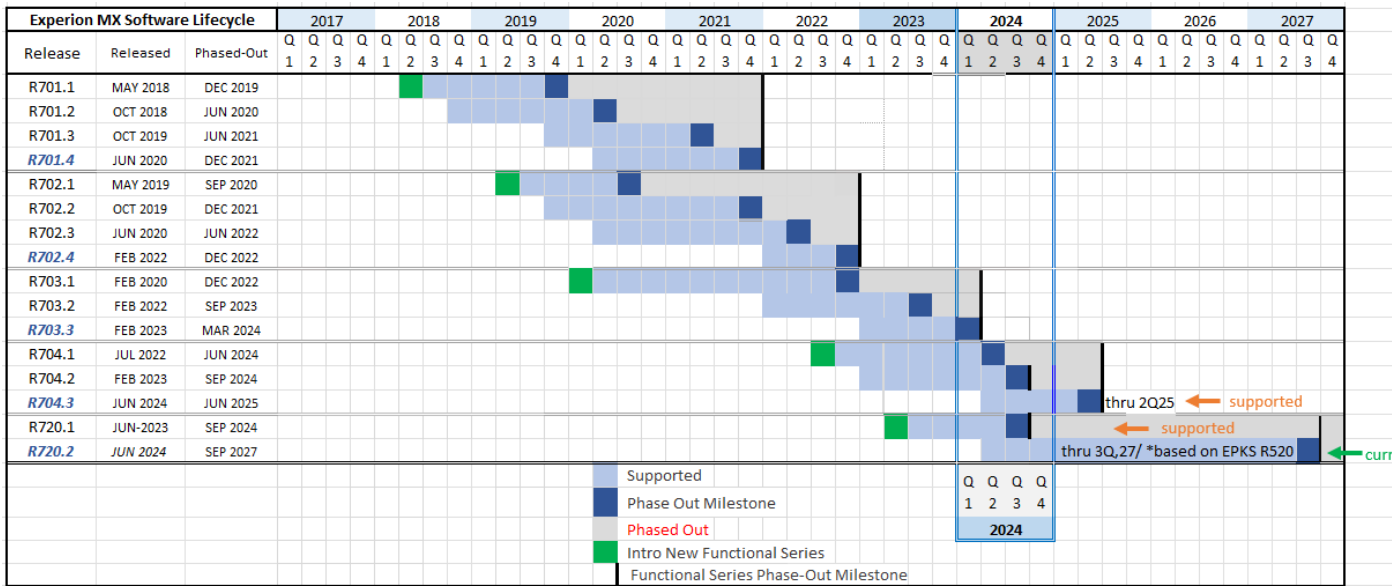 Experion MX Software Lifecycle 2017 2018 2019 2020 2021 2022 2023 2024 2025 2026 2027
Release Released Phased-Out Q Q Q Q Q Q Q Q Q Q Q Q Q Q Q Q Q Q Q Q Q Q Q Q Q Q Q Q Q Q Q Q Q Q Q Q Q Q Q Q Q Q Q Q
1 2 3 4 1 2 3 4 1 2 3 4 1 2 3 4 1 2 3 4 1 2 3 4 1 2 3 4 1 2 3 4 1 2 3 4 1 2 3 4 1 2 3 4
R701.1 MAY 2018 DEC 2019
R701.2 OCT 2018 JUN 2020
R701.3 OCT 2019 JUN 2021
R701.4 JUN 2020 DEC 2021
R702.1 MAY 2019 SEP 2020
R702.2 OCT 2019 DEC 2021
R702.3 JUN 2020 JUN 2022
R702.4 FEB 2022 DEC 2022
R703.1 FEB 2020 DEC 2022
R703.2 FEB 2022 SEP 2023
R703.3 FEB 2023 MAR 2024
R704.1 JUL 2022 JUN 2024
R704.2 FEB 2023 SEP 2024
R704.3 JUN 2024 JUN 2025 thru 2Q25 supported
R720.1 JUN-2023 SEP 2024 supported
R720.2 JUN 2024 SEP 2027 thru 3Q,27/ *based on EPKS R520 curr
Supported
Q Q Q Q
1 2 3 4
Phase Out Milestone
Phased Out
2024
Intro New Functional Series
Functional Series Phase-Out Milestone